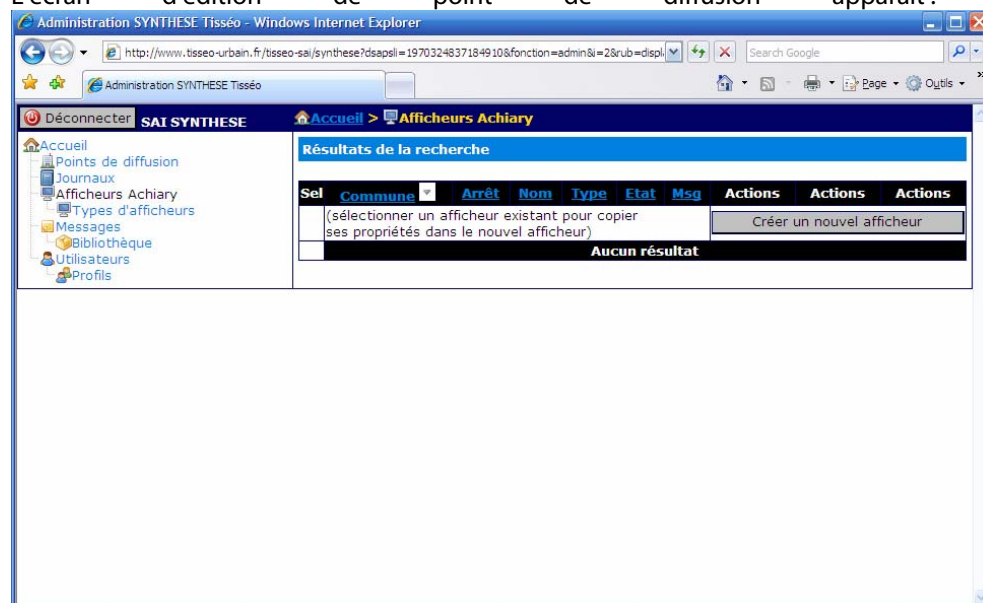 L'écran d'édition de point de diffusion apparaît :
Administration SYNTHESE Tisséo - Windows Internet Explorer
http://www.tisseo-urbain.fr/tisseo-sai/synthese?dsapsli=1970324837184910&fonction=admin&i=2&rub=displ
Search Google
Administration SYNTHESE Tisséo
Page
Outils
Déconnecter SAI SYNTHESE
Accueil > Afficheurs Achiary
Accueil
Points de diffusion
Journaux
Afficheurs Achiary
Types d'afficheurs
Messages
Bibliothèque
Utilisateurs
Profils
Résultats de la recherche
Sel Commune Arrêt Nom Type Etat Msg Actions Actions Actions
(sélectionner un afficheur existant pour copier
ses propriétés dans le nouvel afficheur)
Créer un nouvel afficheur
Aucun résultat